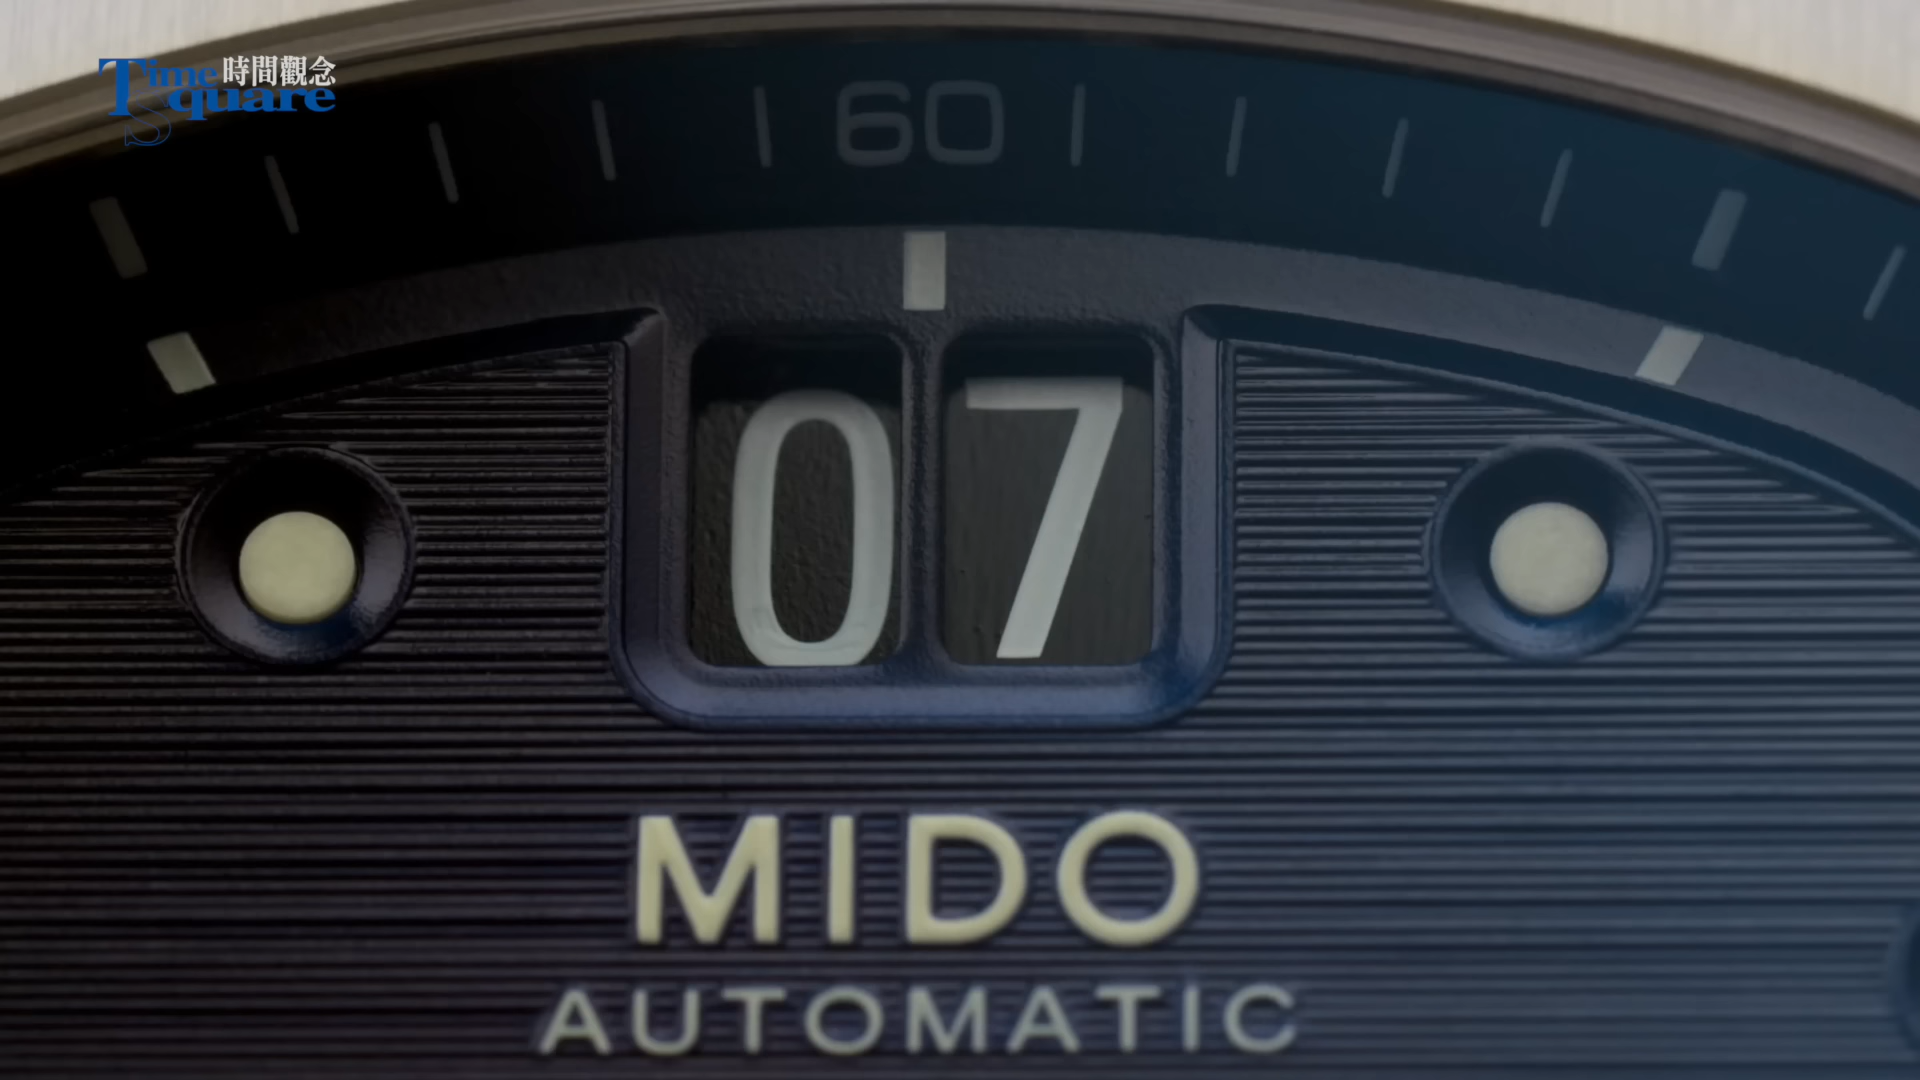 Time 時間觀念
Square
60
07
MIDO
AUTOMATIC